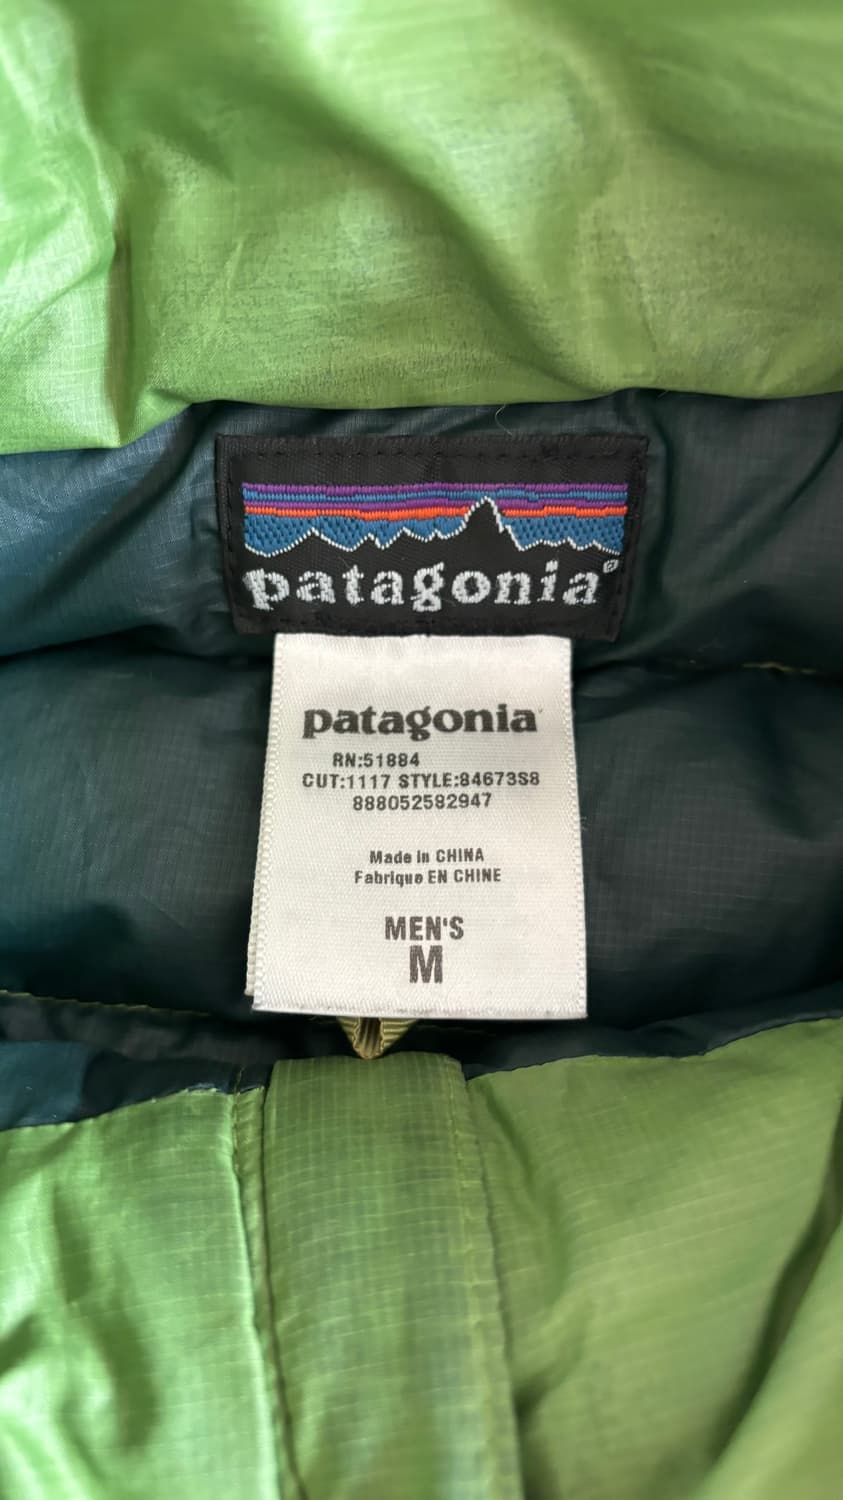 patagonia®
patagonia
RN:51884
CUT:1117 STYLE:84673S8
888052582947
Made in CHINA
Fabrique EN CHINE
MEN'S
M